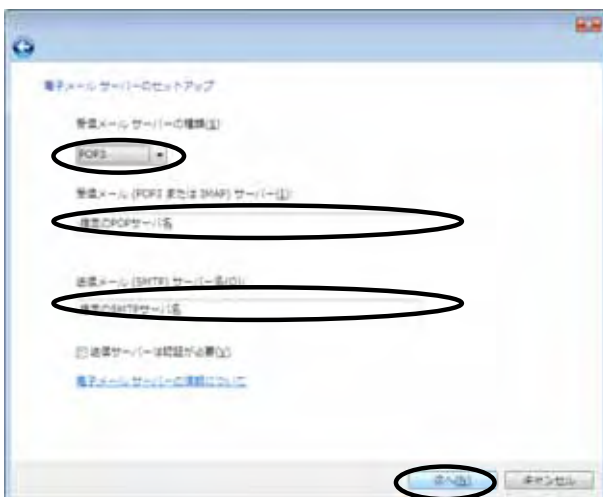 電子メール サーバーのセットアップ
受信メール サーバーの種類(S)
POP3
受信メール (POP3 または IMAP) サーバー(I):
任意のPOPサーバ名
送信メール (SMTP) サーバー名(O):
任意のSMTPサーバ名
送信サーバーは認証が必要(V)
電子メール サーバーの情報について
次へ(N)
キャンセル